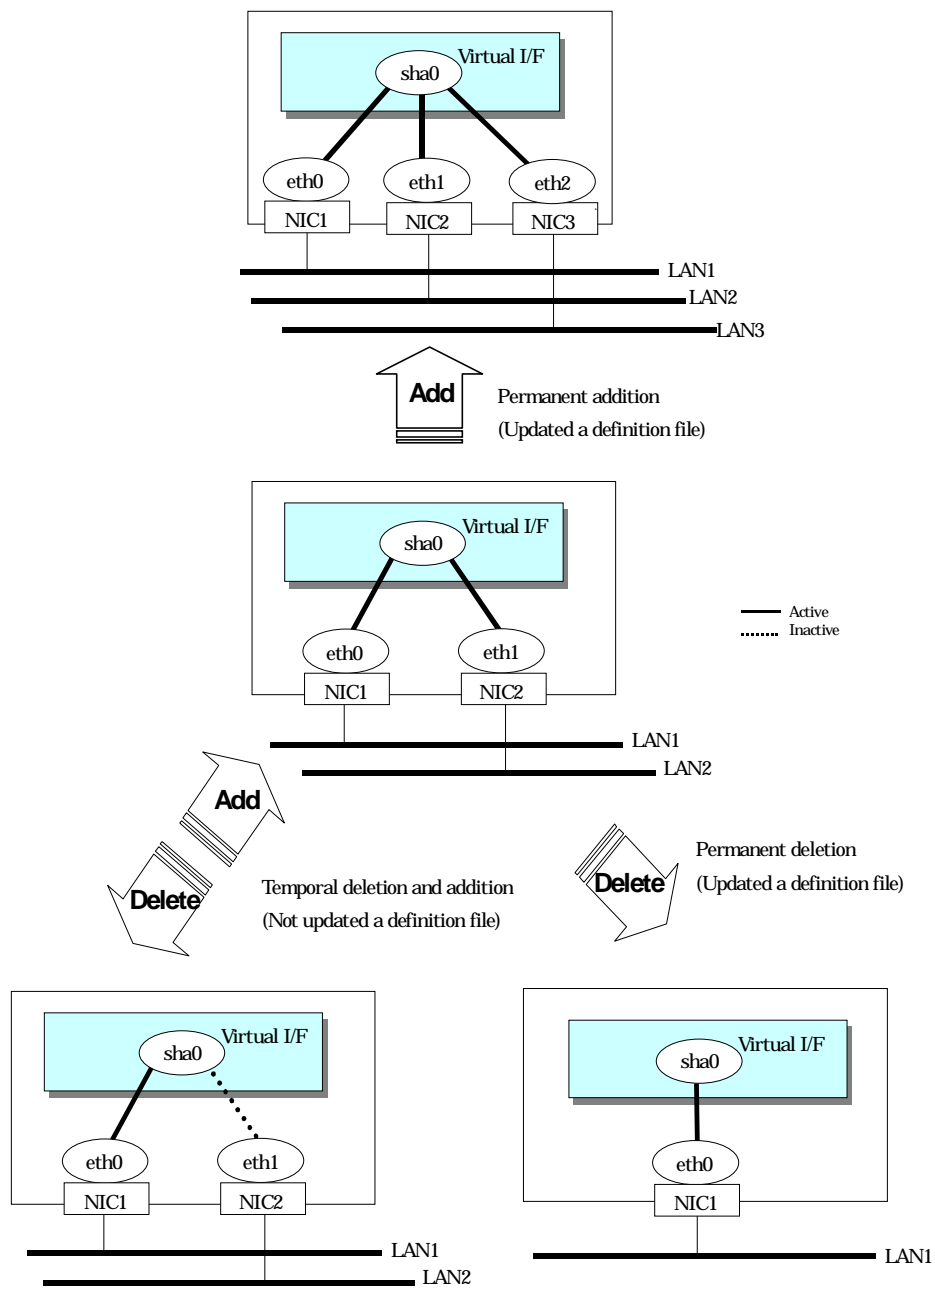 Virtual I/F
sha0
eth0
eth1
eth2
NIC1
NIC2
NIC3
LAN1
LAN2
LAN3
Add
Permanent addition
(Updated a definition file)
Virtual I/F
sha0
Active
Inactive
eth0
eth1
NIC1
NIC2
LAN1
LAN2
Add
Delete
Temporal deletion and addition
(Not updated a definition file)
Delete
Permanent deletion
(Updated a definition file)
Virtual I/F
sha0
eth0
eth1
NIC1
NIC2
LAN1
LAN2
Virtual I/F
sha0
eth0
NIC1
LAN1